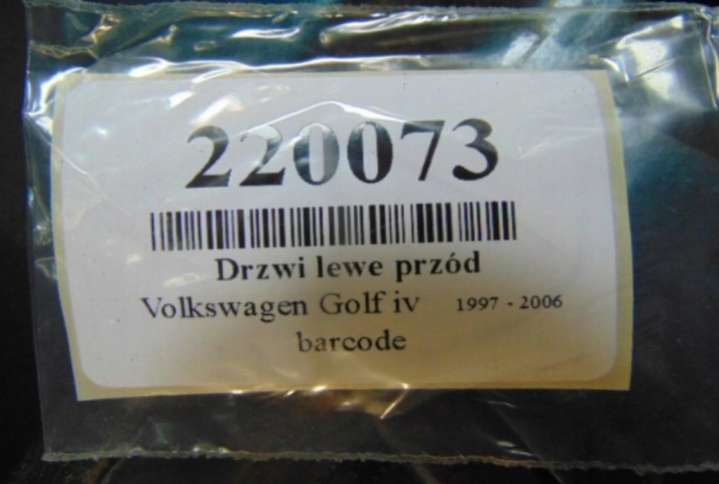 220073
Drzwi lewe przód
Volkswagen Golf iv 1997 - 2006
barcode